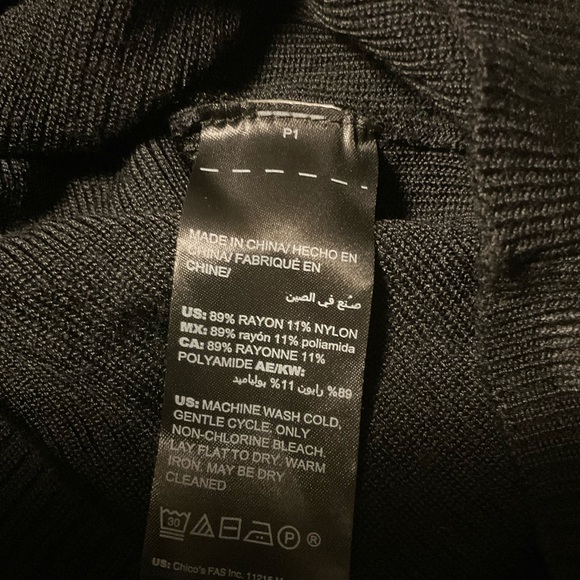 P1
MADE IN CHINA/ HECHO EN
CHINA/ FABRIQUÉ EN
CHINE/
صنع في الصين
US: 89% RAYON 11% NYLON
MX: 89% rayón 11% poliamida
CA: 89% RAYONNE 11%
POLYAMIDE AE/KW:
89% رايون 11% بولياميد
US: MACHINE WASH COLD,
GENTLE CYCLE. ONLY
NON-CHLORINE BLEACH.
LAY FLAT TO DRY. WARM
IRON. MAY BE DRY
CLEANED
30 P ®
US: Chico's FAS Inc. 11215